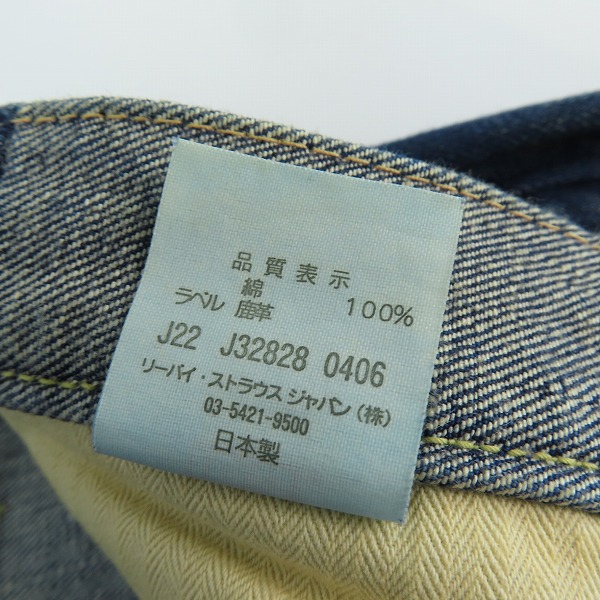 品質表示
綿 100%
ラベル 鹿革
J22 J32828 0406
リーバイ・ストラウス ジャパン(株)
03-5421-9500
日本製